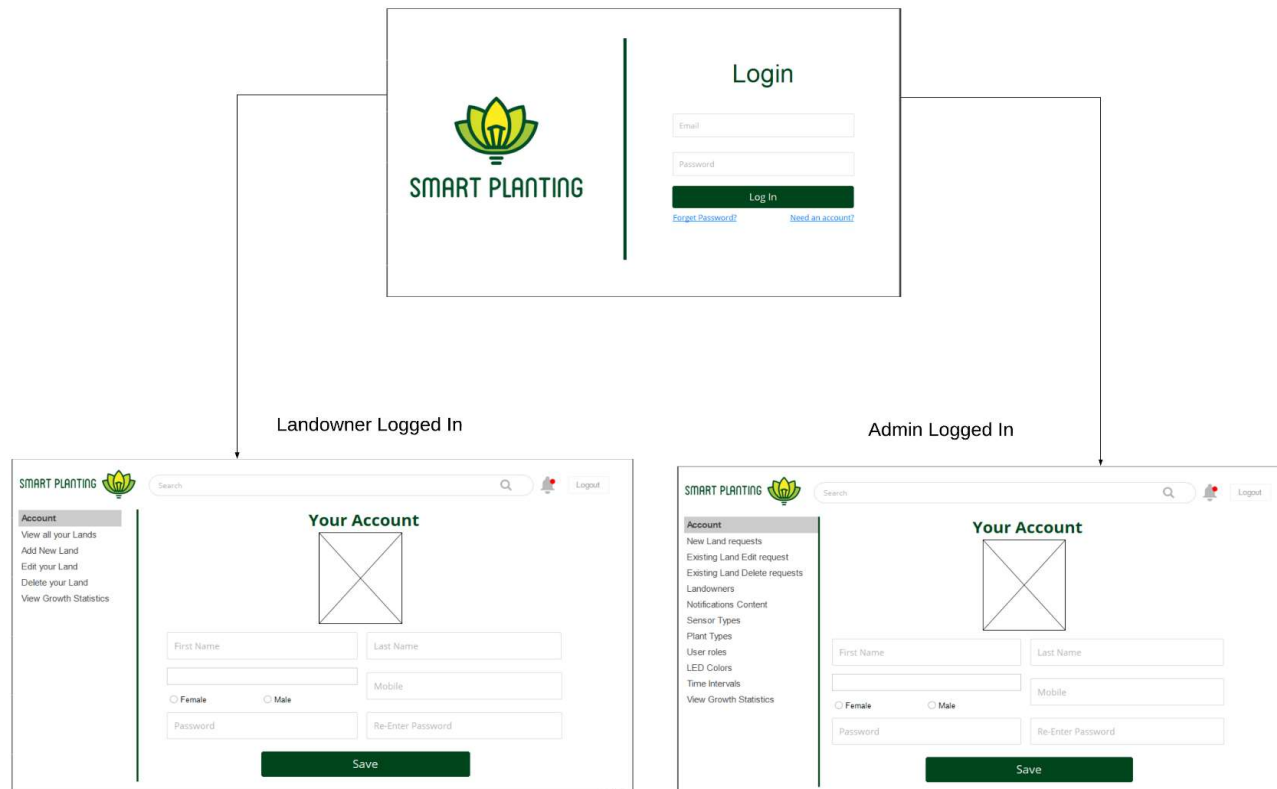 Login
Email
Password
SMART PLANTING
Log In
Forget Password?
Need an account?
Landowner Logged In
Admin Logged In
SMART PLANTING
Search
Logout
Account
View all your Lands
Add New Land
Edit your Land
Delete your Land
View Growth Statistics
Your Account
First Name
Last Name
Mobile
Female
Male
Password
Re-Enter Password
Save
SMART PLANTING
Search
Logout
Account
New Land requests
Existing Land Edit request
Existing Land Delete requests
Landowners
Notifications Content
Sensor Types
Plant Types
User roles
LED Colors
Time Intervals
View Growth Statistics
Your Account
First Name
Last Name
Mobile
Female
Male
Password
Re-Enter Password
Save